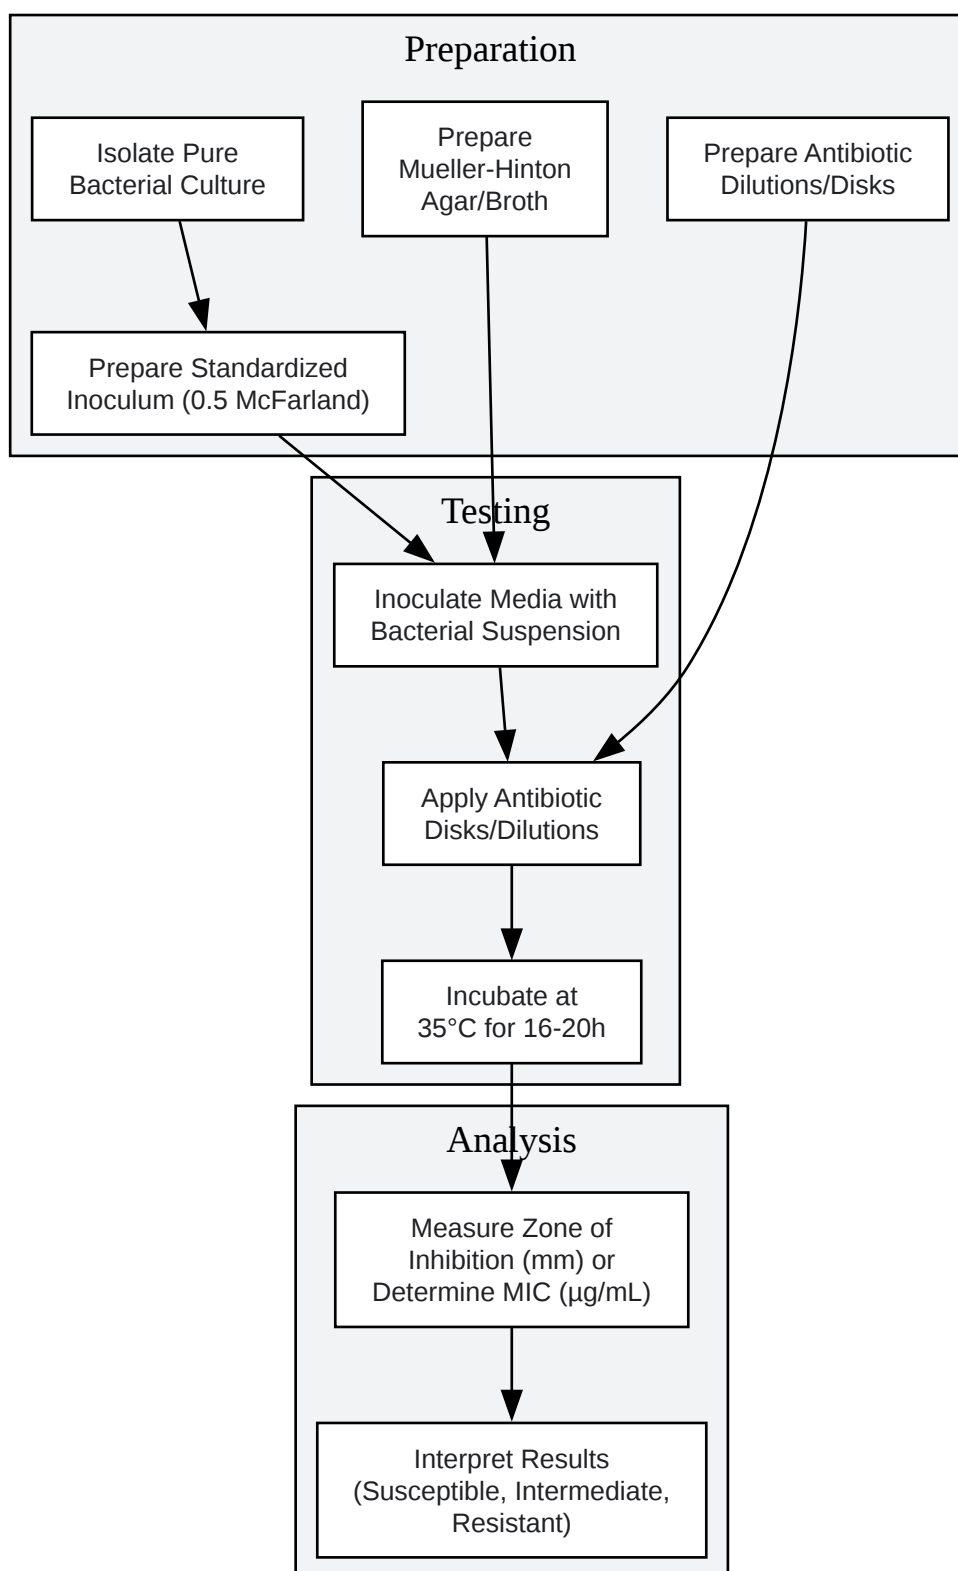 Preparation
Isolate Pure
Bacterial Culture
Prepare
Mueller-Hinton
Agar/Broth
Prepare Antibiotic
Dilutions/Disks
Prepare Standardized
Inoculum (0.5 McFarland)
Testing
Inoculate Media with
Bacterial Suspension
Apply Antibiotic
Disks/Dilutions
Incubate at
35°C for 16-20h
Analysis
Measure Zone of
Inhibition (mm) or
Determine MIC (µg/mL)
Interpret Results
(Susceptible, Intermediate,
Resistant)